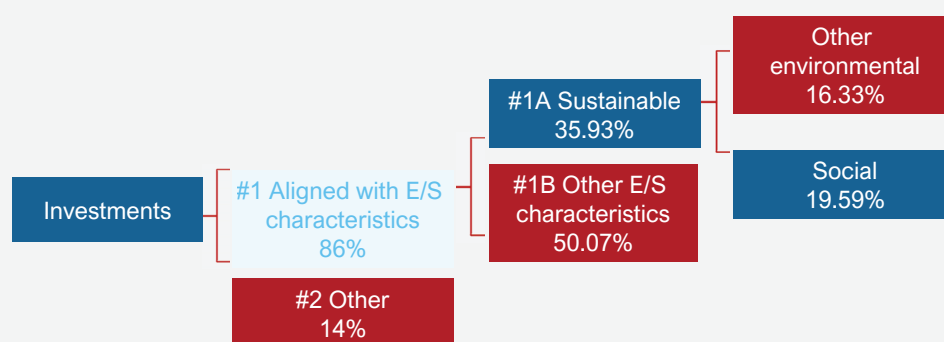 Investments
#1 Aligned with E/S
characteristics
86%
#2 Other
14%
#1A Sustainable
35.93%
#1B Other E/S
characteristics
50.07%
Other
environmental
16.33%
Social
19.59%